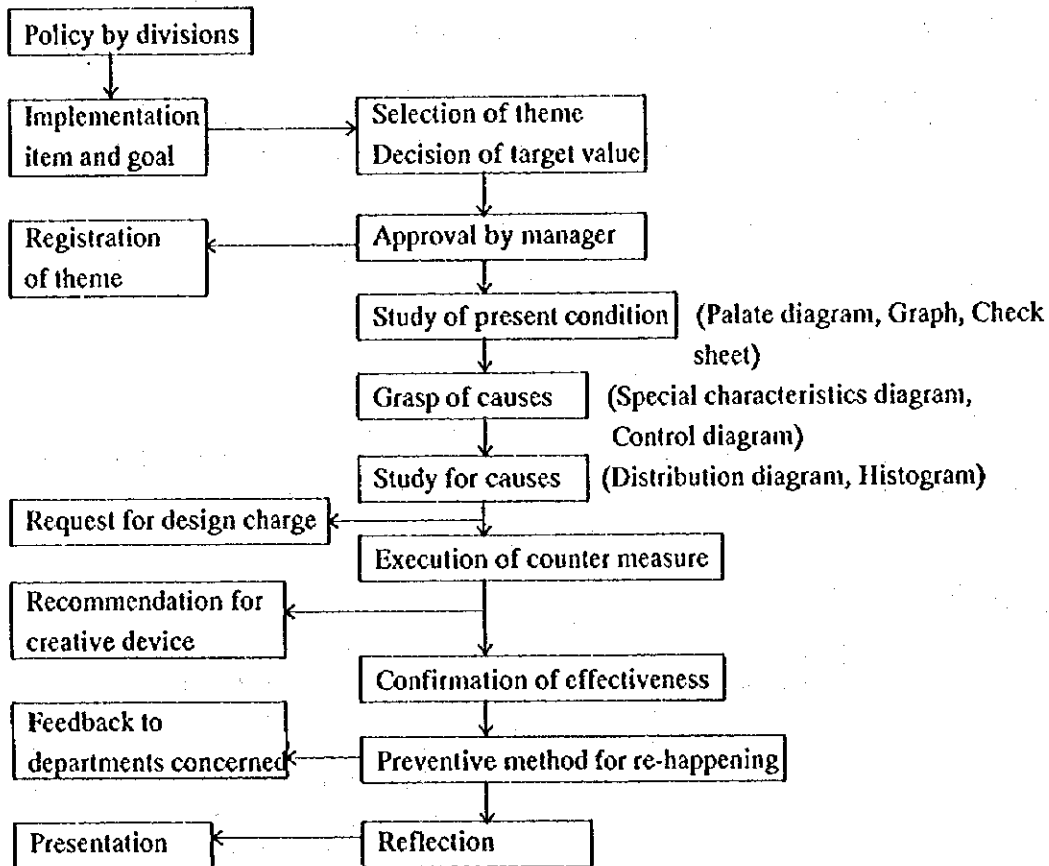 Policy by divisions
Implementation
item and goal
Selection of theme
Decision of target value
Registration
of theme
Approval by manager
Study of present condition
(Palate diagram, Graph, Check
sheet)
Grasp of causes
(Special characteristics diagram,
Control diagram)
Study for causes
(Distribution diagram, Histogram)
Request for design charge
Execution of counter measure
Recommendation for
creative device
Confirmation of effectiveness
Feedback to
departments concerned
Preventive method for re-happening
Presentation
Reflection